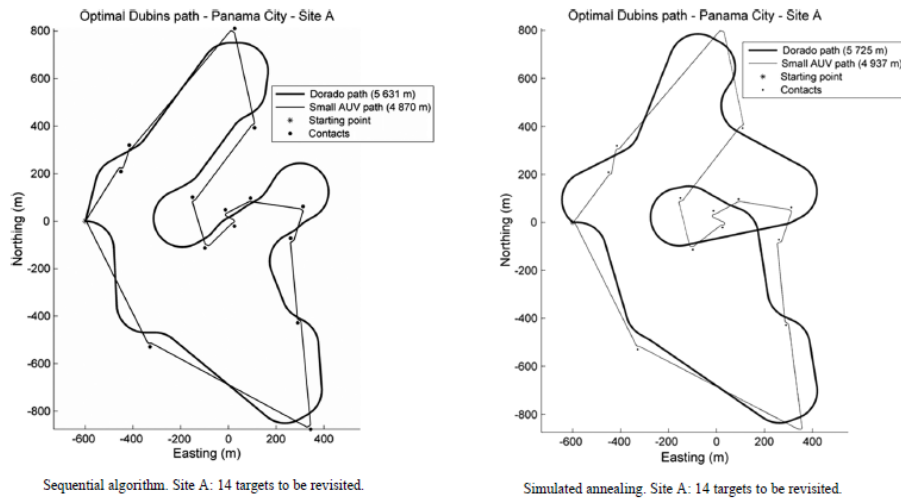 Optimal Dubins path - Panama City - Site A
800
600
400
200
0
-200
-400
-600
-800
Northing (m)
-600
-400
-200
0
200
400
Easting (m)
Dorado path (5 631 m)
Small AUV path (4 870 m)
Starting point
Contacts
Sequential algorithm. Site A: 14 targets to be revisited.
Optimal Dubins path - Panama City - Site A
800
600
400
200
0
-200
-400
-600
-800
Northing (m)
-600
-400
-200
0
200
400
Easting (m)
Dorado path (5 725 m)
Small AUV path (4 937 m)
Starting point
Contacts
Simulated annealing. Site A: 14 targets to be revisited.